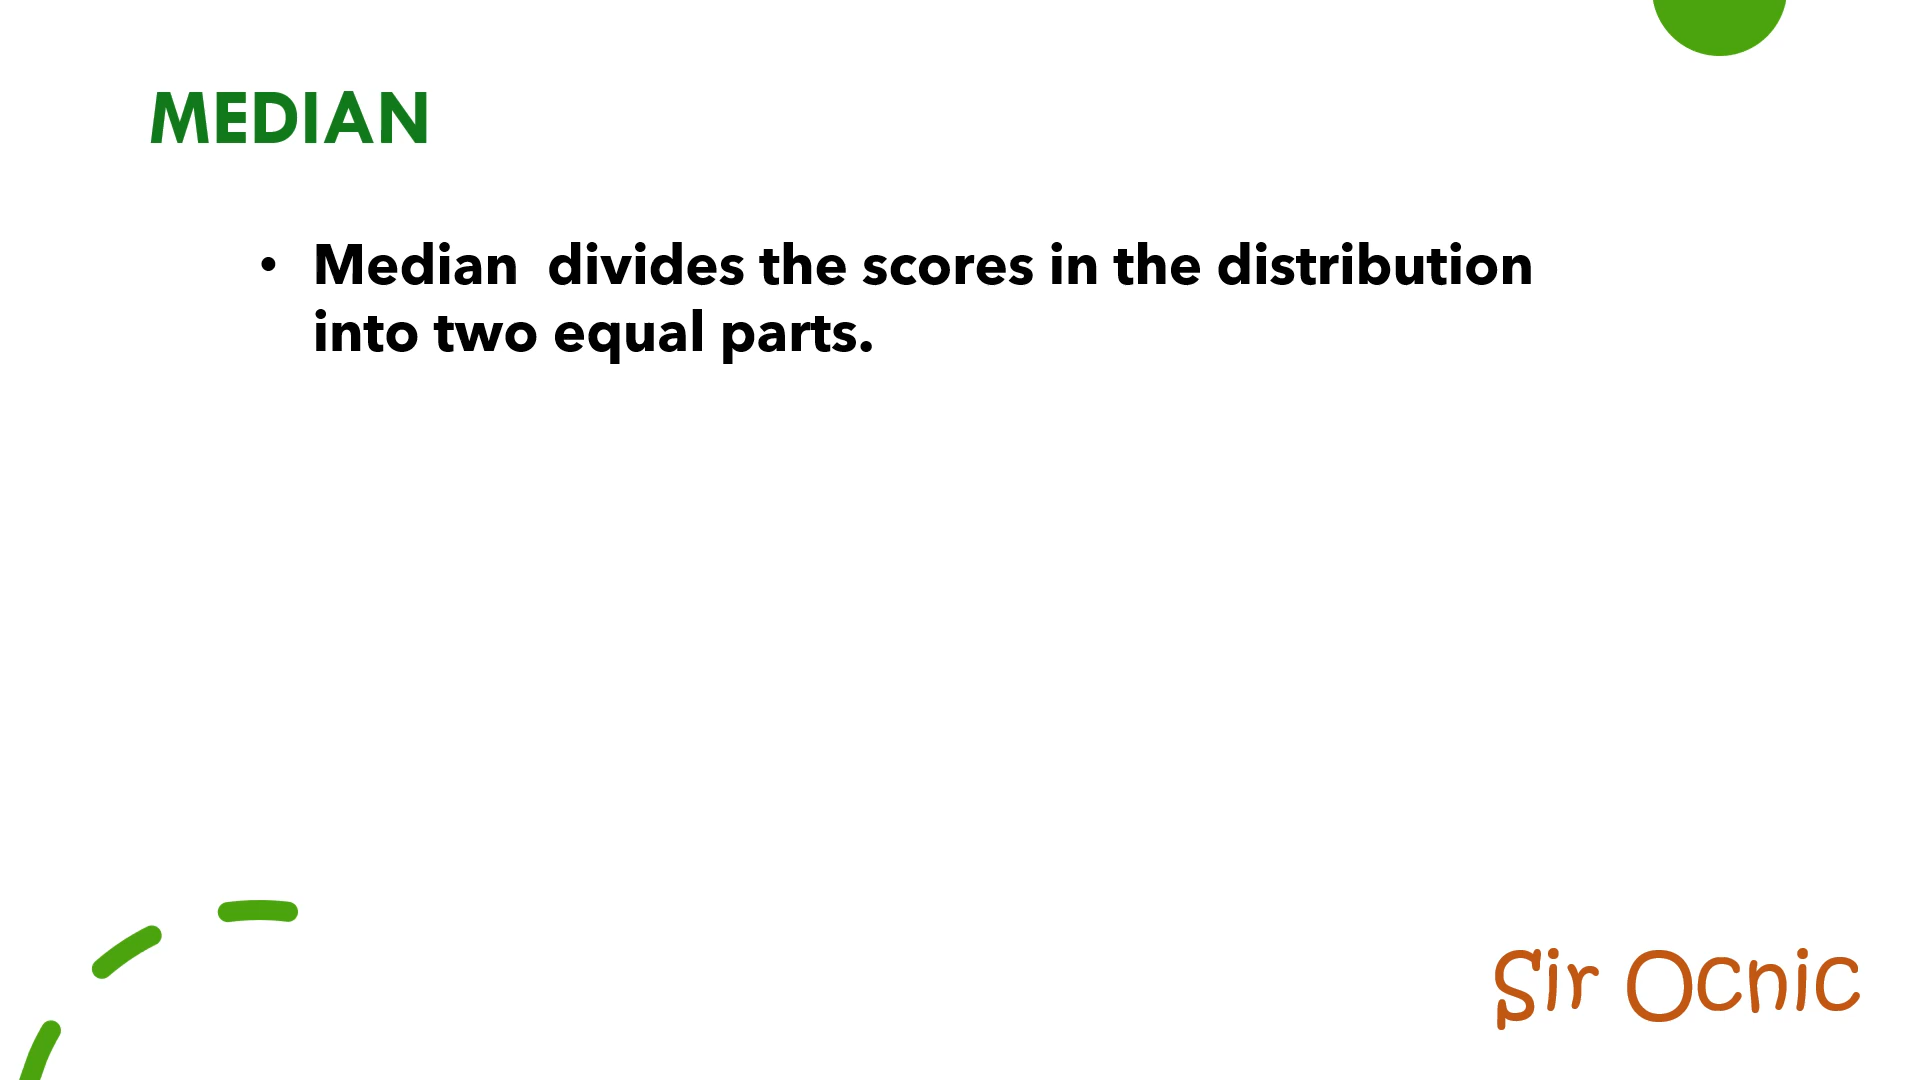 MEDIAN
• Median  divides the scores in the distribution
into two equal parts.
Sir Ocnic